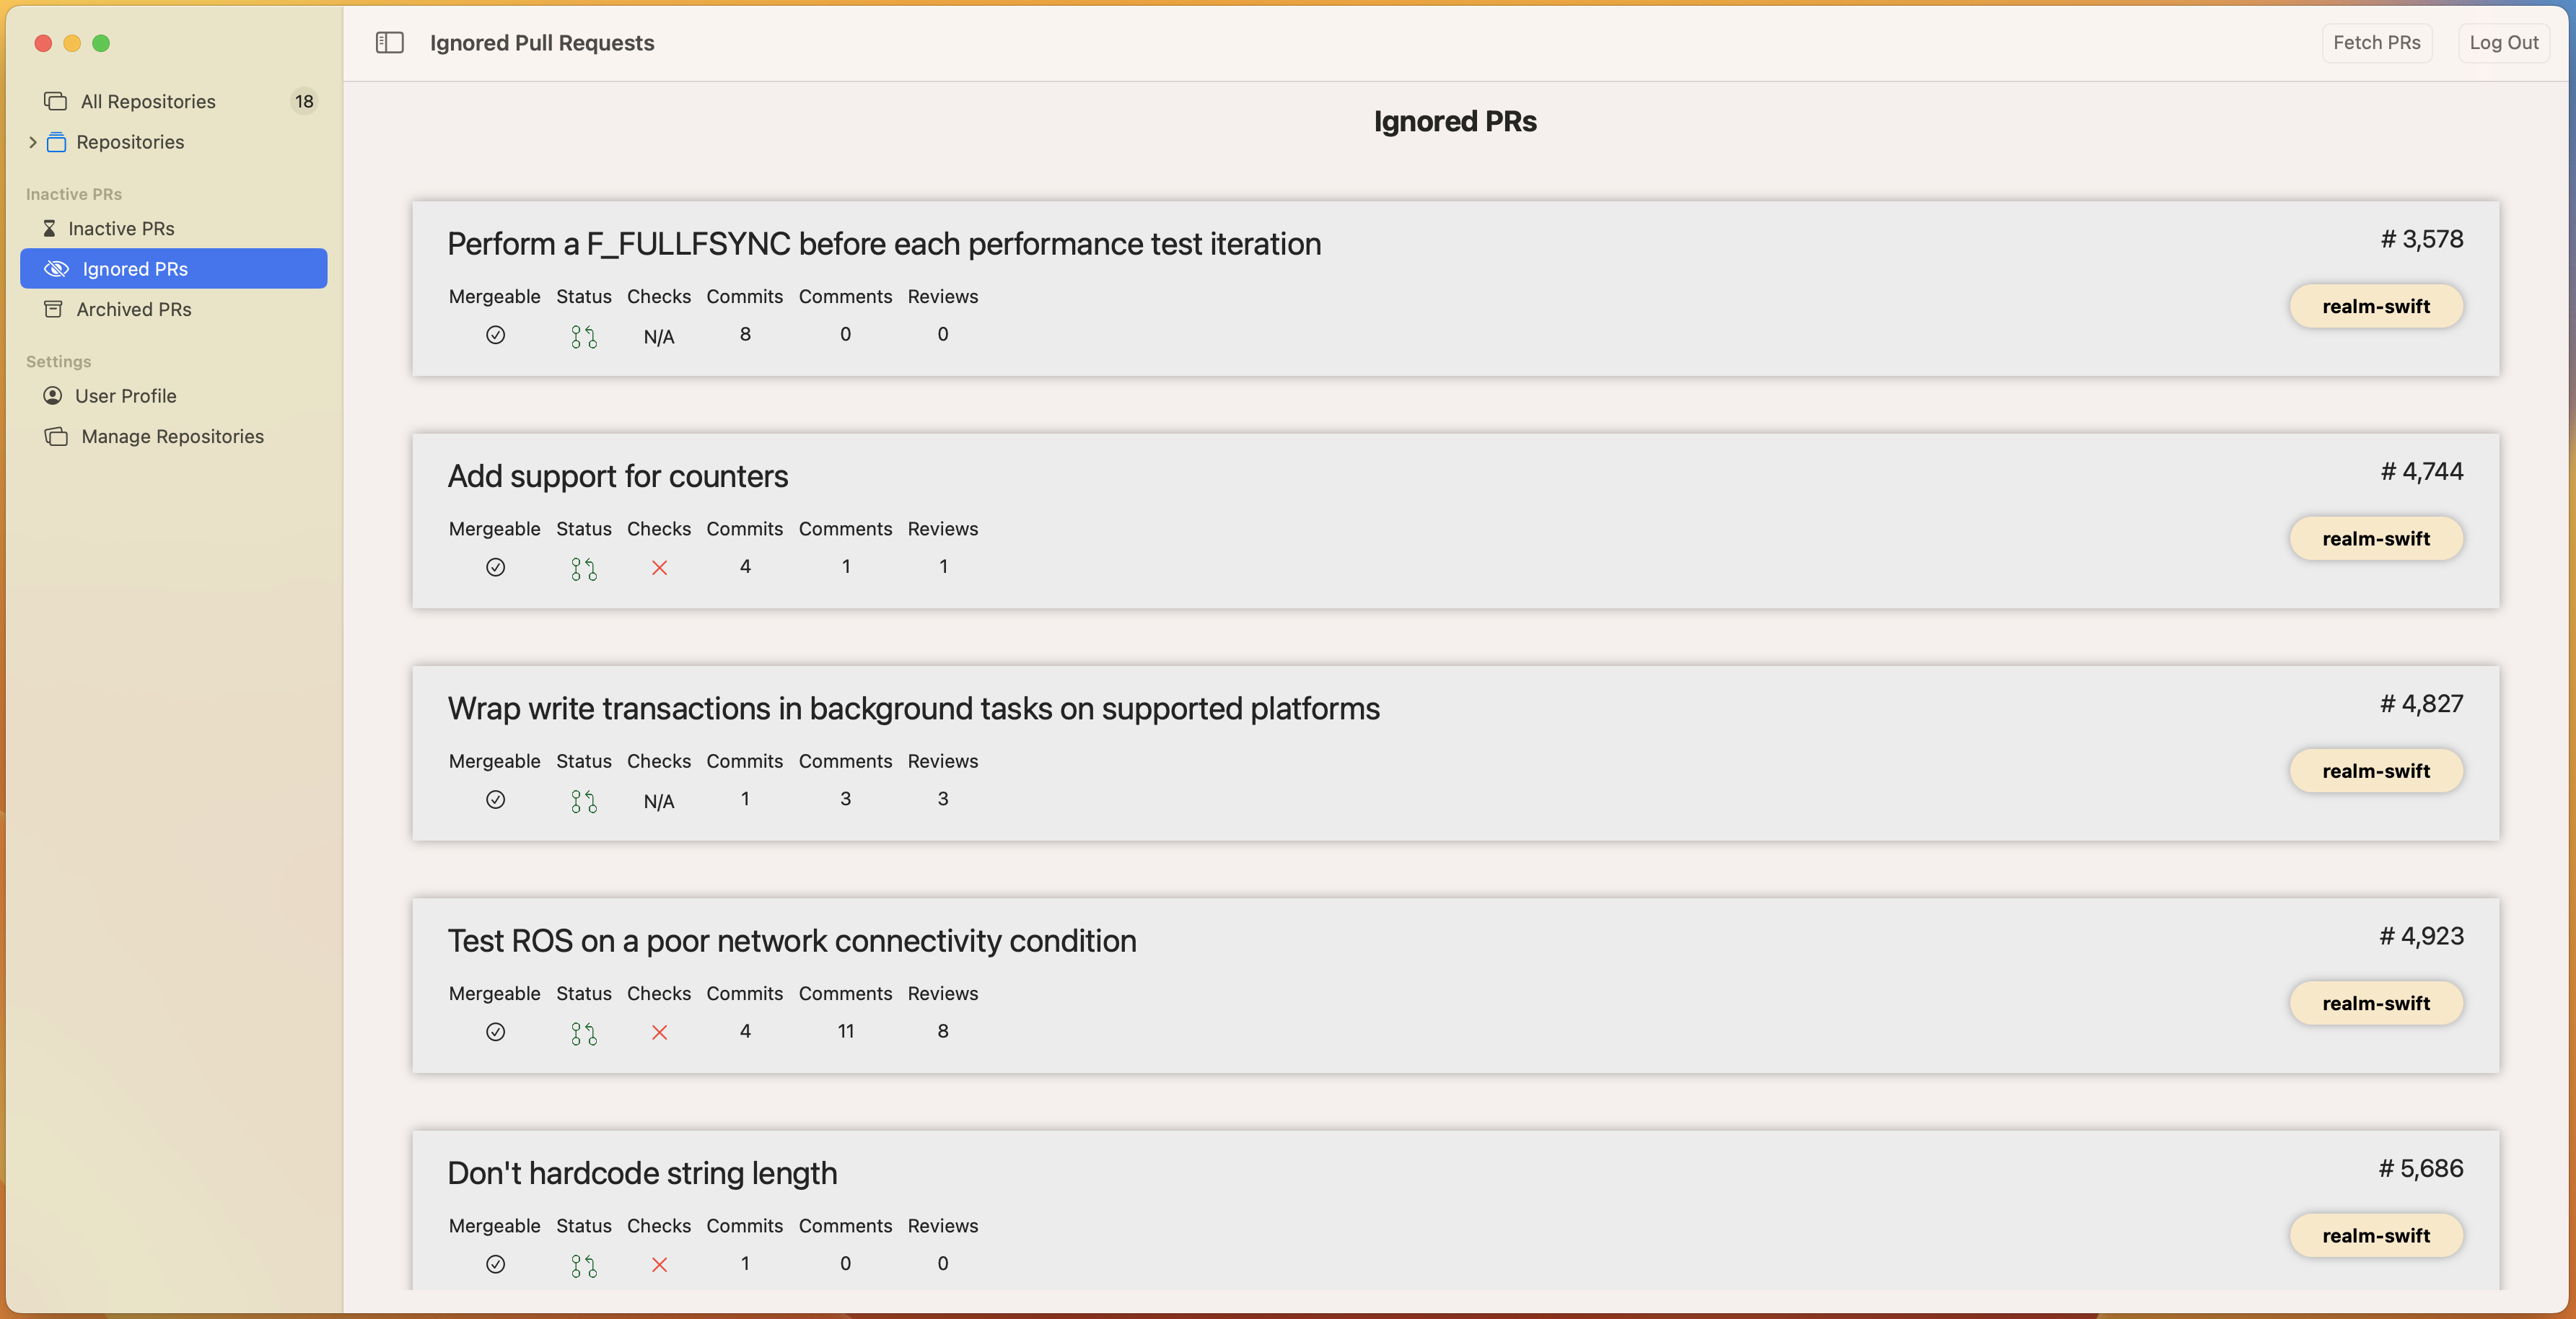 Ignored Pull Requests
Fetch PRs
Log Out
All Repositories 18
Repositories
Inactive PRs
Inactive PRs
Ignored PRs
Archived PRs
Settings
User Profile
Manage Repositories
Ignored PRs
Perform a F_FULLFSYNC before each performance test iteration
# 3,578
Mergeable Status Checks Commits Comments Reviews
N/A 8 0 0
realm-swift
Add support for counters
# 4,744
Mergeable Status Checks Commits Comments Reviews
4 1 1
realm-swift
Wrap write transactions in background tasks on supported platforms
# 4,827
Mergeable Status Checks Commits Comments Reviews
N/A 1 3 3
realm-swift
Test ROS on a poor network connectivity condition
# 4,923
Mergeable Status Checks Commits Comments Reviews
4 11 8
realm-swift
Don't hardcode string length
# 5,686
Mergeable Status Checks Commits Comments Reviews
1 0 0
realm-swift